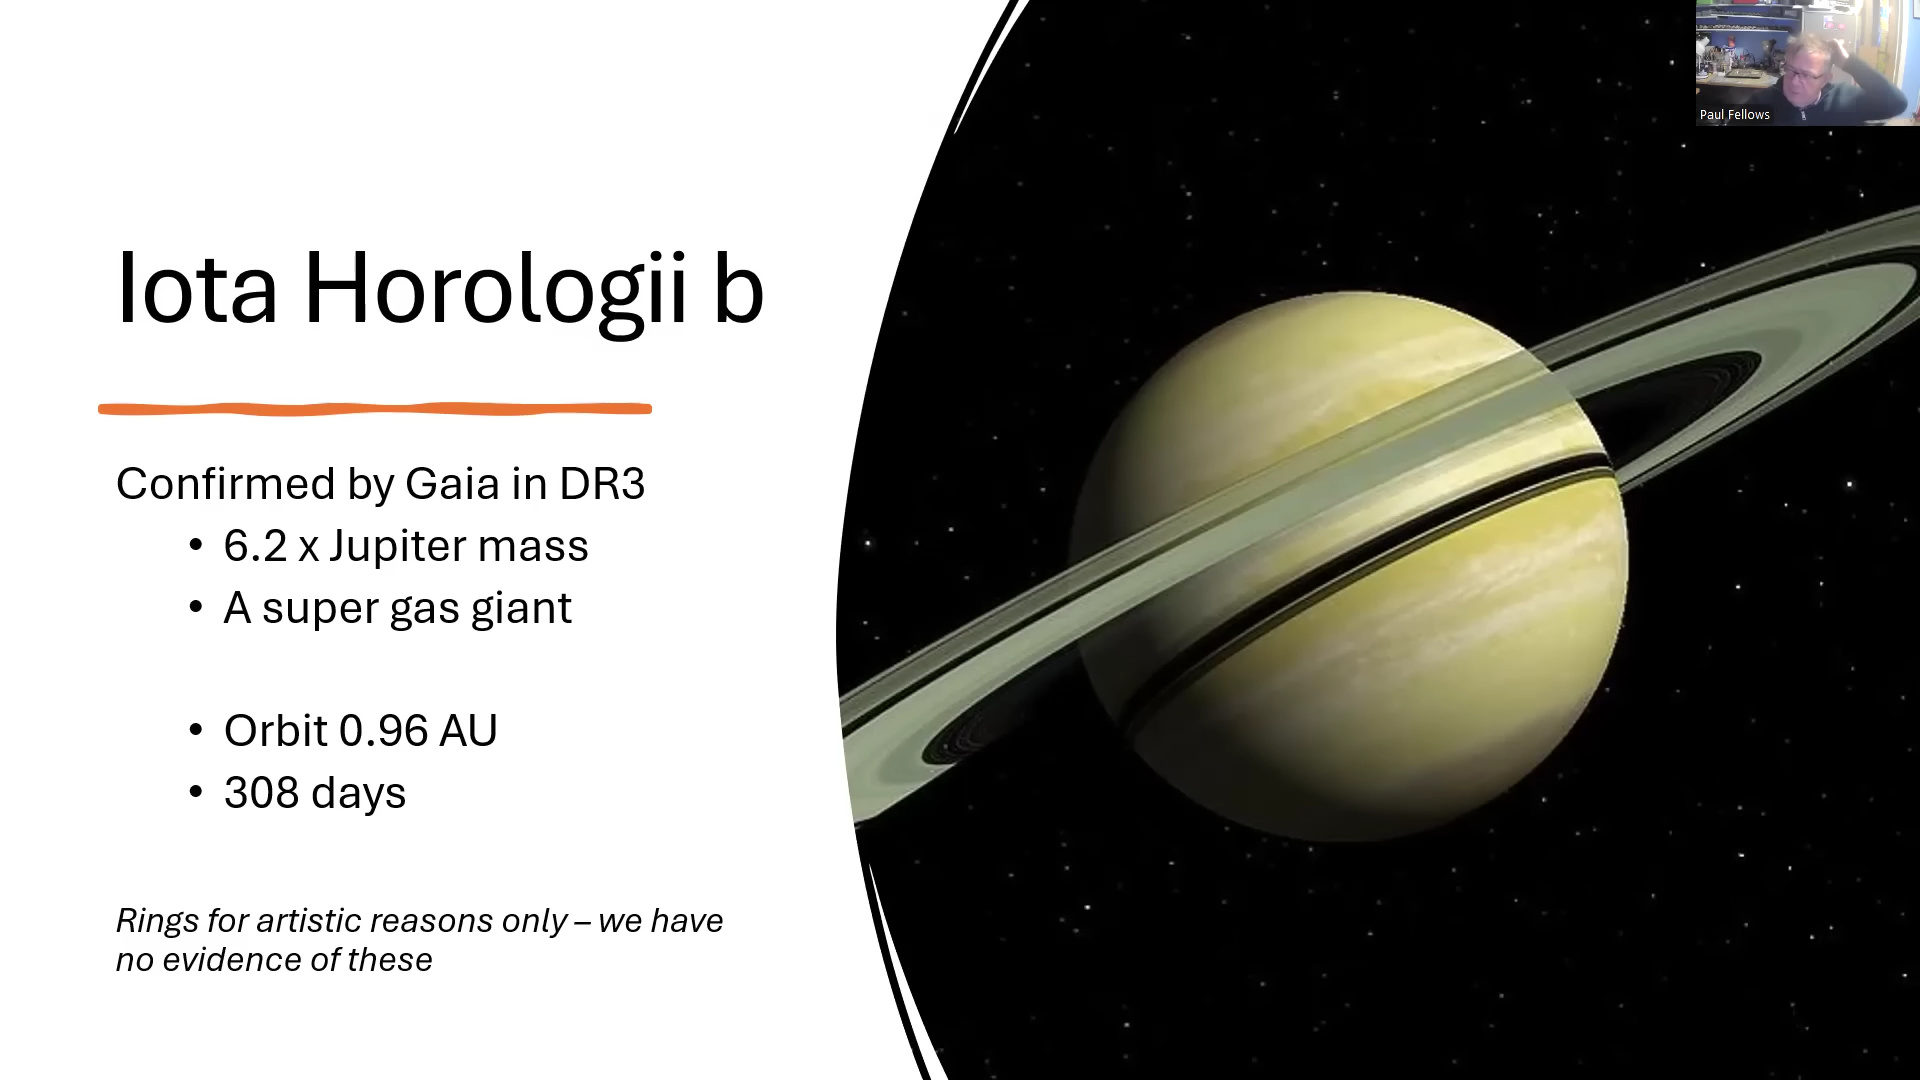 Paul Fellows
Iota Horologii b
Confirmed by Gaia in DR3
• 6.2 x Jupiter mass
• A super gas giant
• Orbit 0.96 AU
• 308 days
Rings for artistic reasons only – we have
no evidence of these